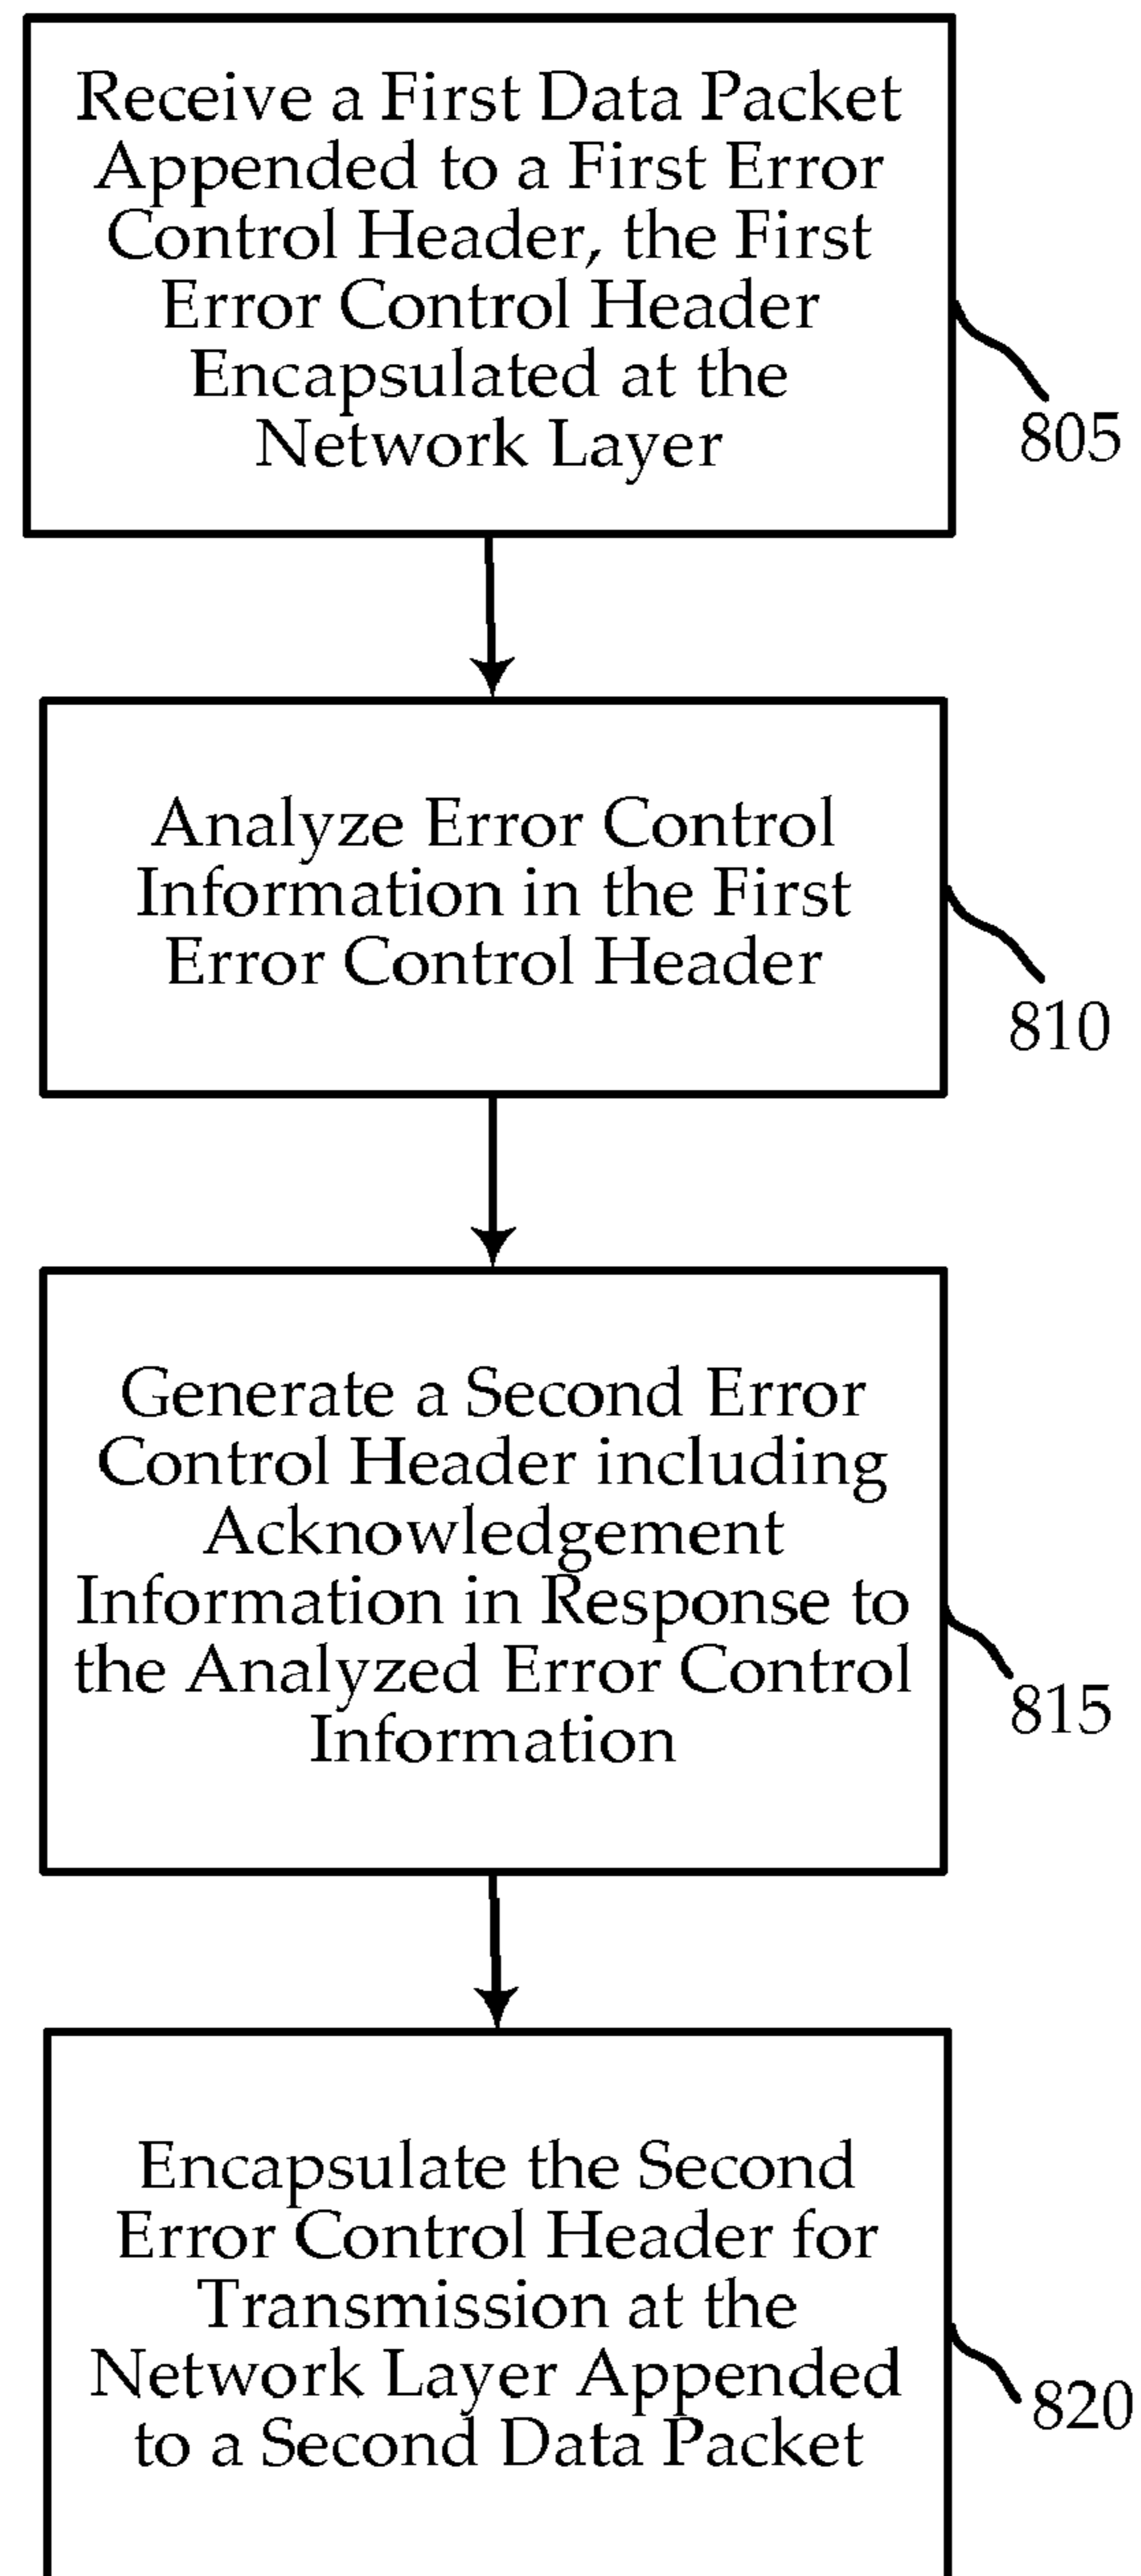 Receive a First Data Packet
Appended to a First Error
Control Header, the First
Error Control Header
Encapsulated at the
Network Layer
805
Analyze Error Control
Information in the First
Error Control Header
810
Generate a Second Error
Control Header including
Acknowledgement
Information in Response to
the Analyzed Error Control
Information
815
Encapsulate the Second
Error Control Header for
Transmission at the
Network Layer Appended
to a Second Data Packet
820